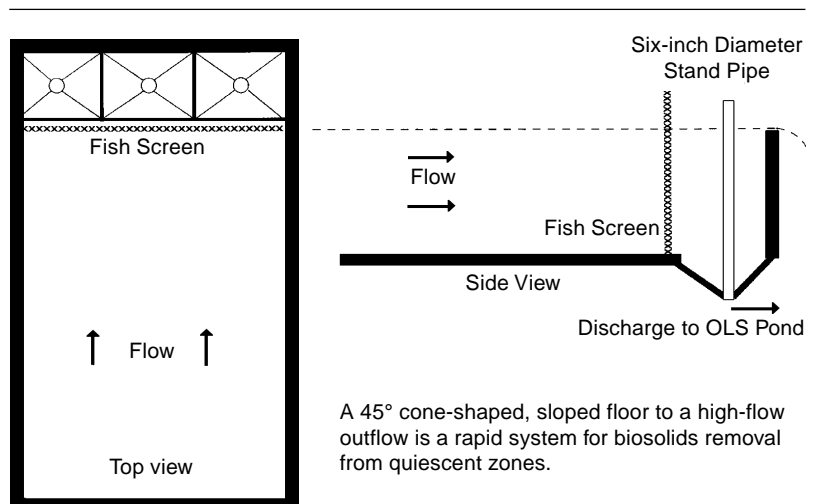 Fish Screen
Flow
Top view
Six-inch Diameter
Stand Pipe
Flow
Fish Screen
Side View
Discharge to OLS Pond
A 45° cone-shaped, sloped floor to a high-flow
outflow is a rapid system for biosolids removal
from quiescent zones.